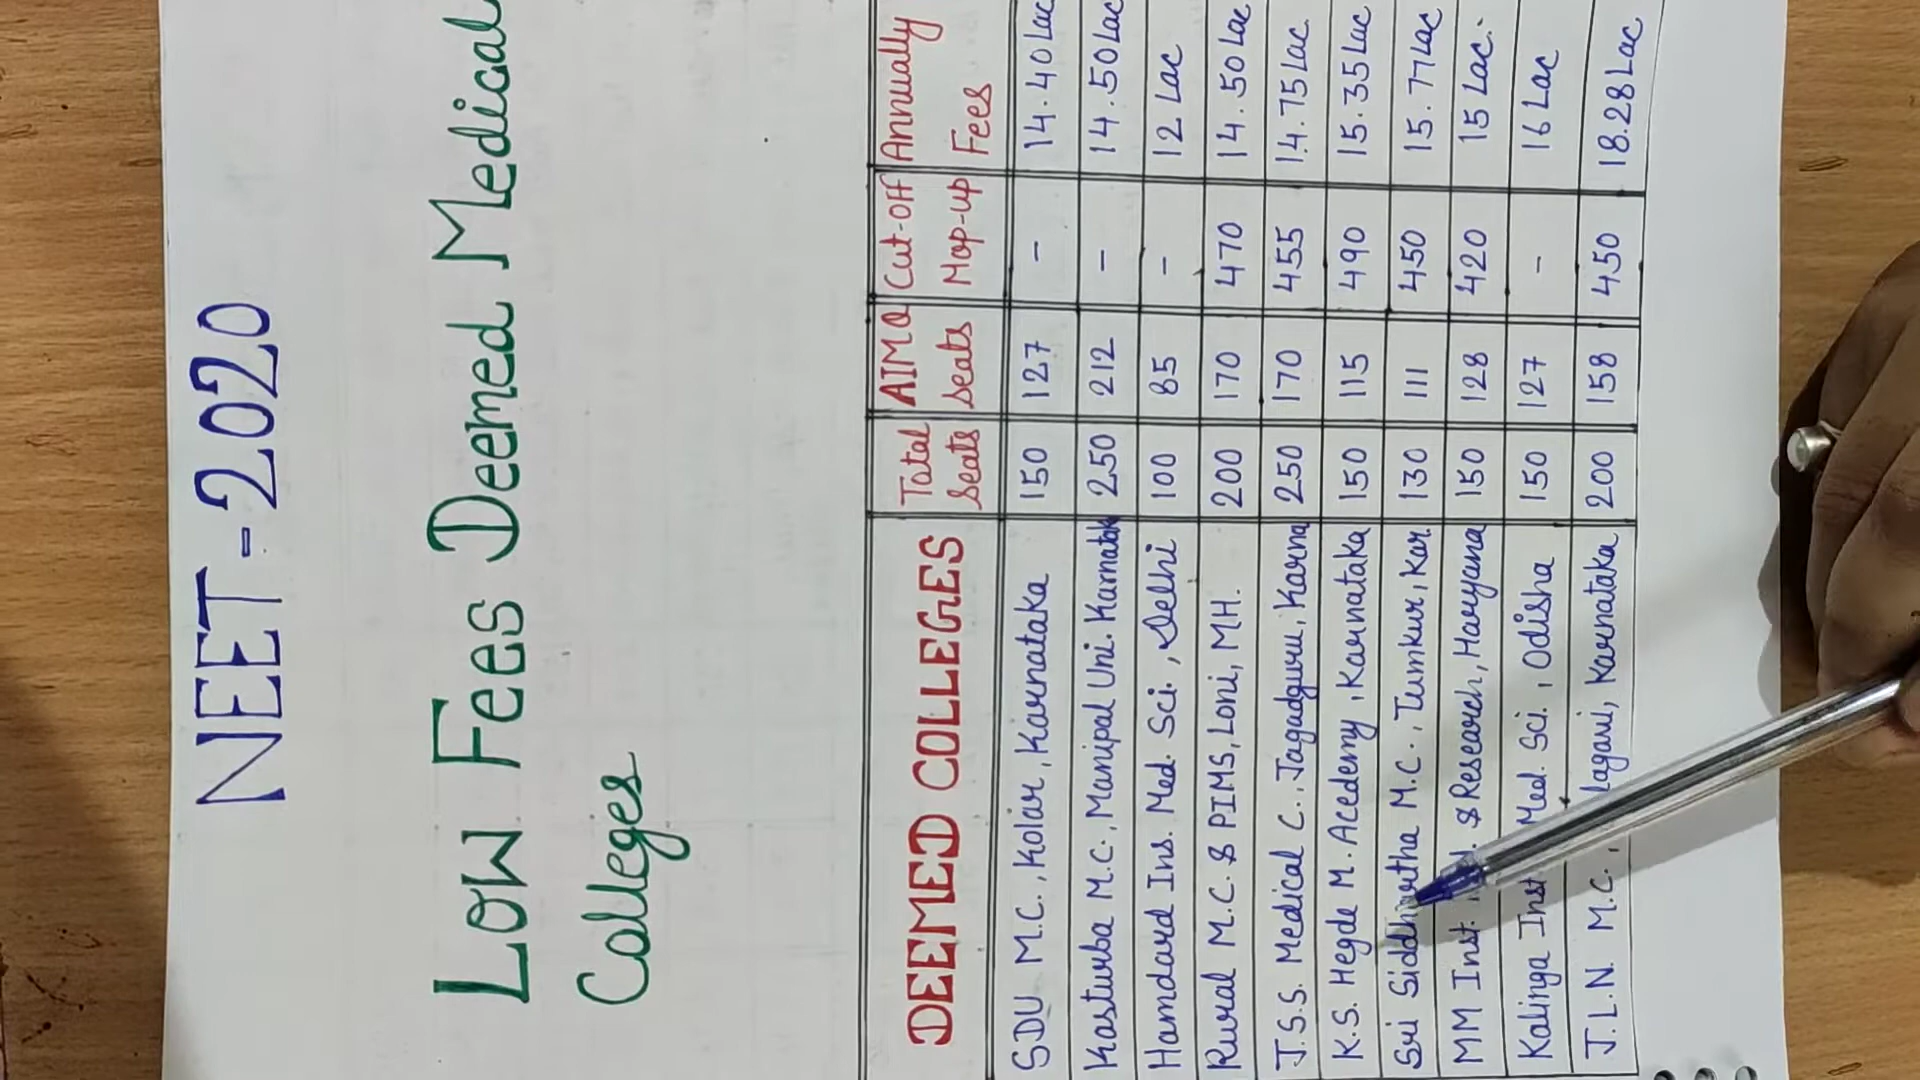 NEET-2020
Low Fees Deemed Medical
Colleges
DEEMED COLLEGES Total Seats AIMQ Seats Cut-off Mop-up Annually Fees
SDU M.C., Kolar, Karnataka 150 127 - 14.40 Lac
Kasturba M.C., Manipal Uni. Karnatak 250 212 - 14.50 Lac
Hamdard Ins. Med. Sci., Delhi 100 85 - 12 Lac
Rural M.C. & PIMS, Loni, MH. 200 170 470 14.50 Lac
J.S.S. Medical C., Jagadguru, Karna 250 170 455 14.75 Lac
K.S. Hegde M. Accdemy, Karnataka 150 115 490 15.35 Lac
Sri Siddhartha M.C., Tumkur, Kar 130 111 450 15.77 Lac
MM Inst. & Research, Haryana 150 128 420 15 Lac.
Kalinga Inst Med. Sci., Odisha 150 127 - 16 Lac
J.L.N. M.C., lagavi, Karnataka 200 158 450 18.28 Lac